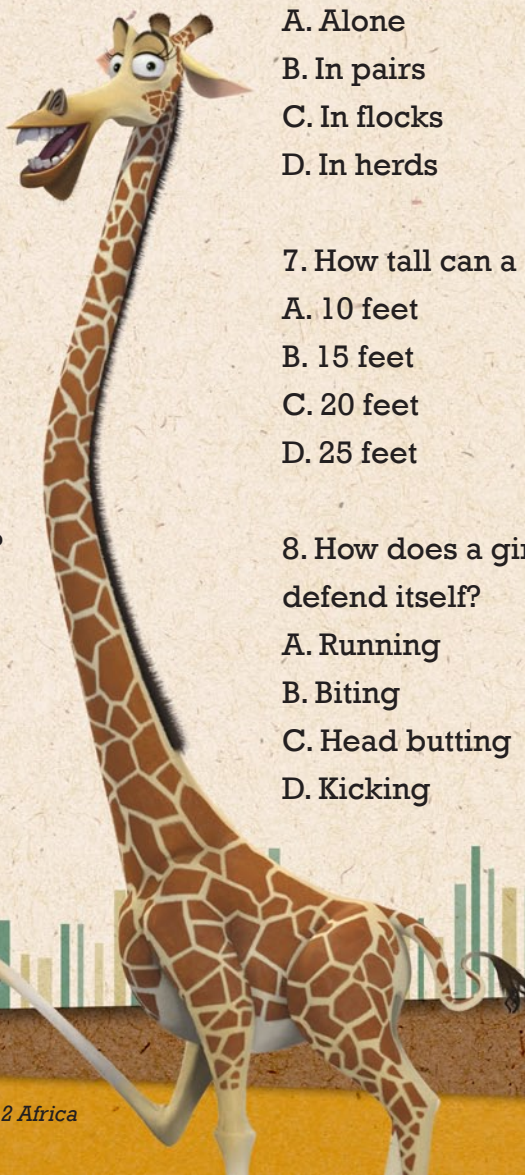 A. Alone
B. In pairs
C. In flocks
D. In herds
7. How tall can a
A. 10 feet
B. 15 feet
C. 20 feet
D. 25 feet
8. How does a gir
defend itself?
A. Running
B. Biting
C. Head butting
D. Kicking
2 Africa